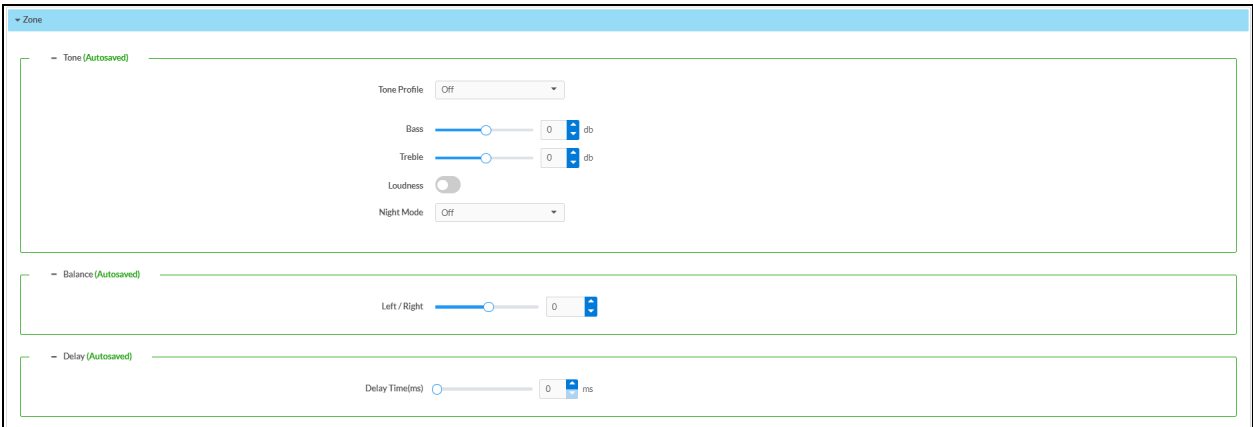 Zone
Tone (Autosaved)
Tone Profile Off
Bass 0 db
Treble 0 db
Loudness
Night Mode Off
Balance (Autosaved)
Left / Right 0
Delay (Autosaved)
Delay Time(ms) 0 ms